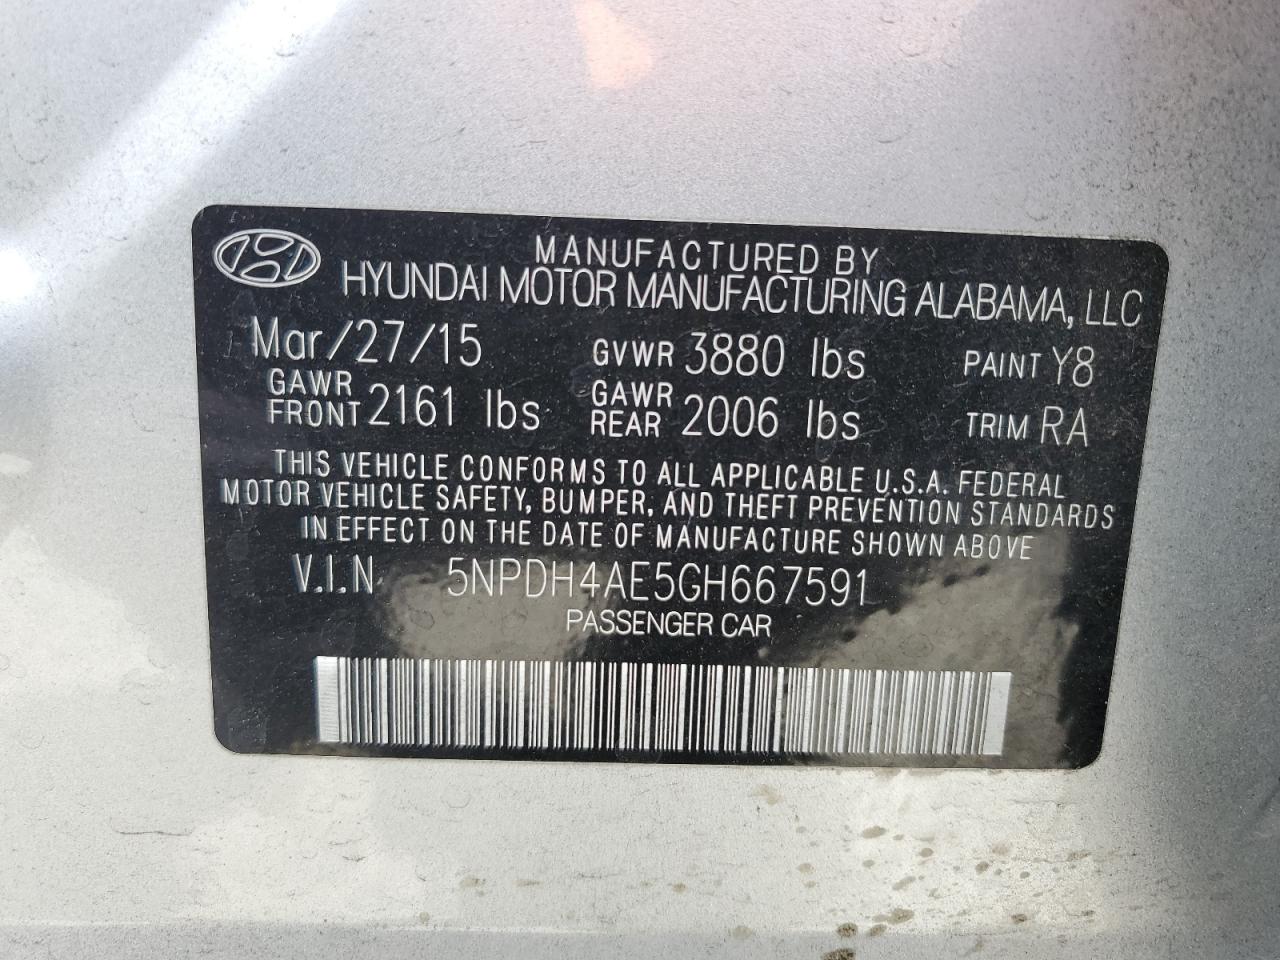 MANUFACTURED BY
HYUNDAI MOTOR MANUFACTURING ALABAMA, LLC
Mar/27/15 GVWR 3880 lbs PAINT Y8
GAWR FRONT 2161 lbs GAWR REAR 2006 lbs TRIM RA
THIS VEHICLE CONFORMS TO ALL APPLICABLE U.S.A. FEDERAL
MOTOR VEHICLE SAFETY, BUMPER, AND THEFT PREVENTION STANDARDS
IN EFFECT ON THE DATE OF MANUFACTURE SHOWN ABOVE
V.I.N 5NPDH4AE5GH667591
PASSENGER CAR